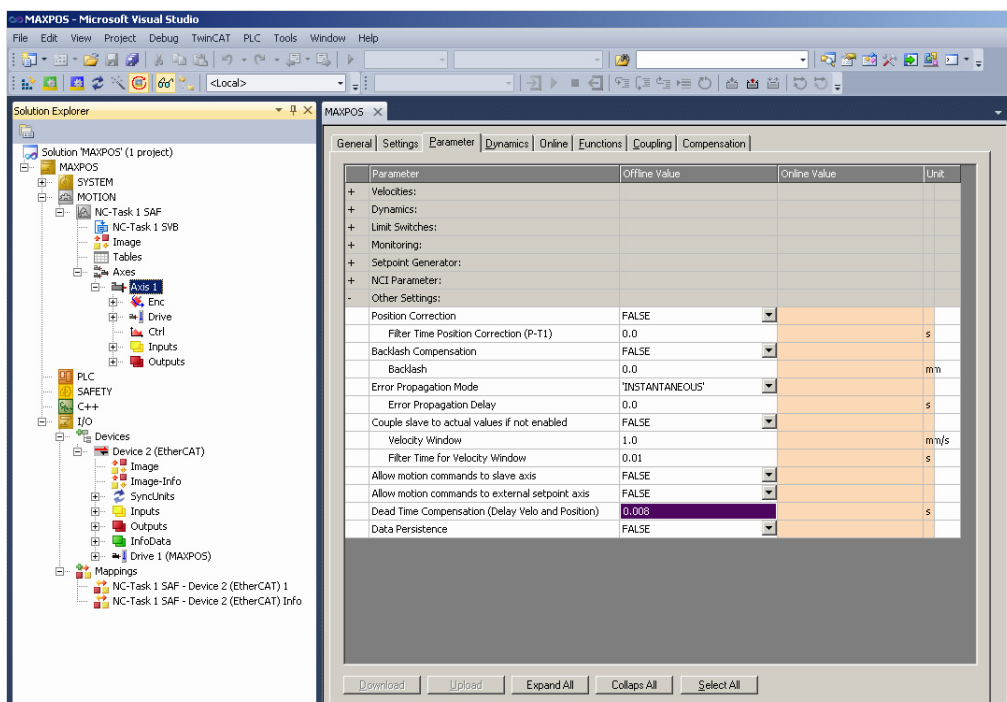 MAXPOS - Microsoft Visual Studio
File Edit View Project Debug TwinCAT PLC Tools Window Help
<Local>
Solution Explorer
MAXPOS
Solution 'MAXPOS' (1 project)
MAXPOS
SYSTEM
MOTION
NC-Task 1 SAF
NC-Task 1 SVB
Image
Tables
Axes
Axis 1
Enc
Drive
Ctrl
Inputs
Outputs
PLC
SAFETY
C++
I/O
Devices
Device 2 (EtherCAT)
Image
Image-Info
SyncUnits
Inputs
Outputs
InfoData
Drive 1 (MAXPOS)
Mappings
NC-Task 1 SAF - Device 2 (EtherCAT) 1
NC-Task 1 SAF - Device 2 (EtherCAT) Info
General Settings Parameter Dynamics Online Functions Coupling Compensation
Parameter Offline Value Online Value Unit
+ Velocities:
+ Dynamics:
+ Limit Switches:
+ Monitoring:
+ Setpoint Generator:
+ NCI Parameter:
- Other Settings:
Position Correction FALSE
Filter Time Position Correction (P-T1) 0.0 s
Backlash Compensation FALSE
Backlash 0.0 mm
Error Propagation Mode 'INSTANTANEOUS'
Error Propagation Delay 0.0 s
Couple slave to actual values if not enabled FALSE
Velocity Window 1.0 mm/s
Filter Time for Velocity Window 0.01 s
Allow motion commands to slave axis FALSE
Allow motion commands to external setpoint axis FALSE
Dead Time Compensation (Delay Velo and Position) 0.008 s
Data Persistence FALSE
Download Upload Expand All Collaps All Select All